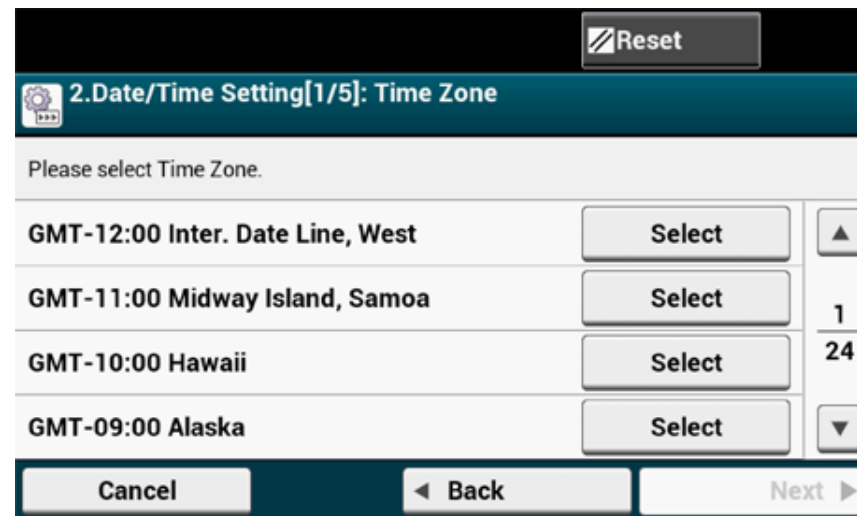 Reset
2.Date/Time Setting[1/5]: Time Zone
Please select Time Zone.
GMT-12:00 Inter. Date Line, West Select
GMT-11:00 Midway Island, Samoa Select
1
GMT-10:00 Hawaii Select
24
GMT-09:00 Alaska Select
Cancel Back Next